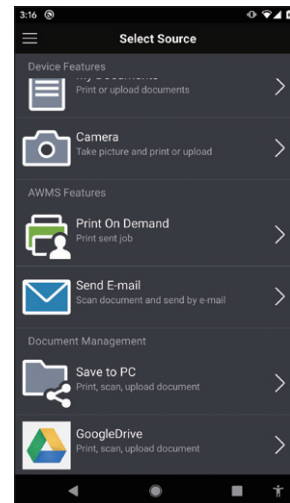 3:16
Select Source
Device Features
My Documents
Print or upload documents
Camera
Take picture and print or upload
AWMS Features
Print On Demand
Print sent job
Send E-mail
Scan document and send by e-mail
Document Management
Save to PC
Print, scan, upload document
GoogleDrive
Print, scan, upload document